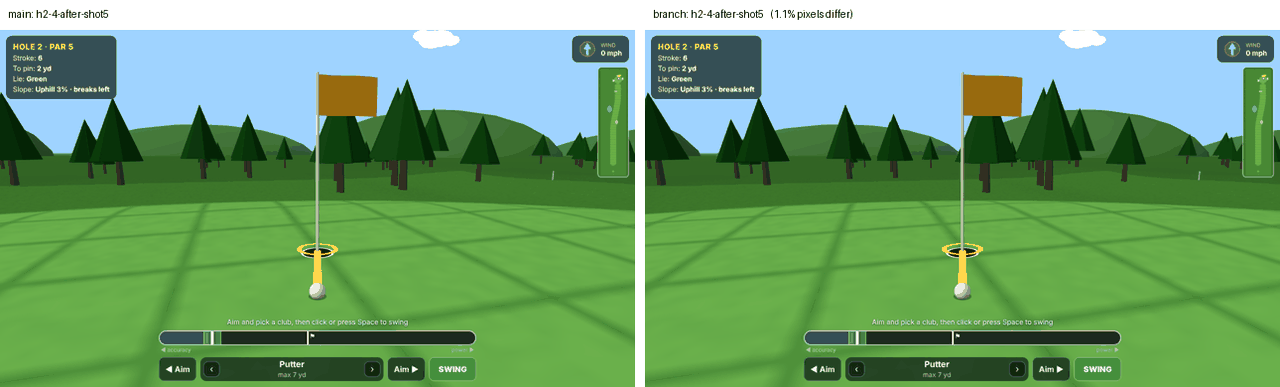 main: h2-4-after-shot5
HOLE 2 · PAR 5
Stroke: 6
To pin: 2 yd
Lie: Green
Slope: Uphill 3% · breaks left
WIND
0 mph
Aim and pick a club, then click or press Space to swing
◀ accuracy
◀ Aim
‹
Putter
max 7 yd
›
Aim ▶
SWING
branch: h2-4-after-shot5 (1.1% pixels differ)
HOLE 2 · PAR 5
Stroke: 6
To pin: 2 yd
Lie: Green
Slope: Uphill 3% · breaks left
WIND
0 mph
Aim and pick a club, then click or press Space to swing
◀ accuracy
◀ Aim
‹
Putter
max 7 yd
›
Aim ▶
SWING